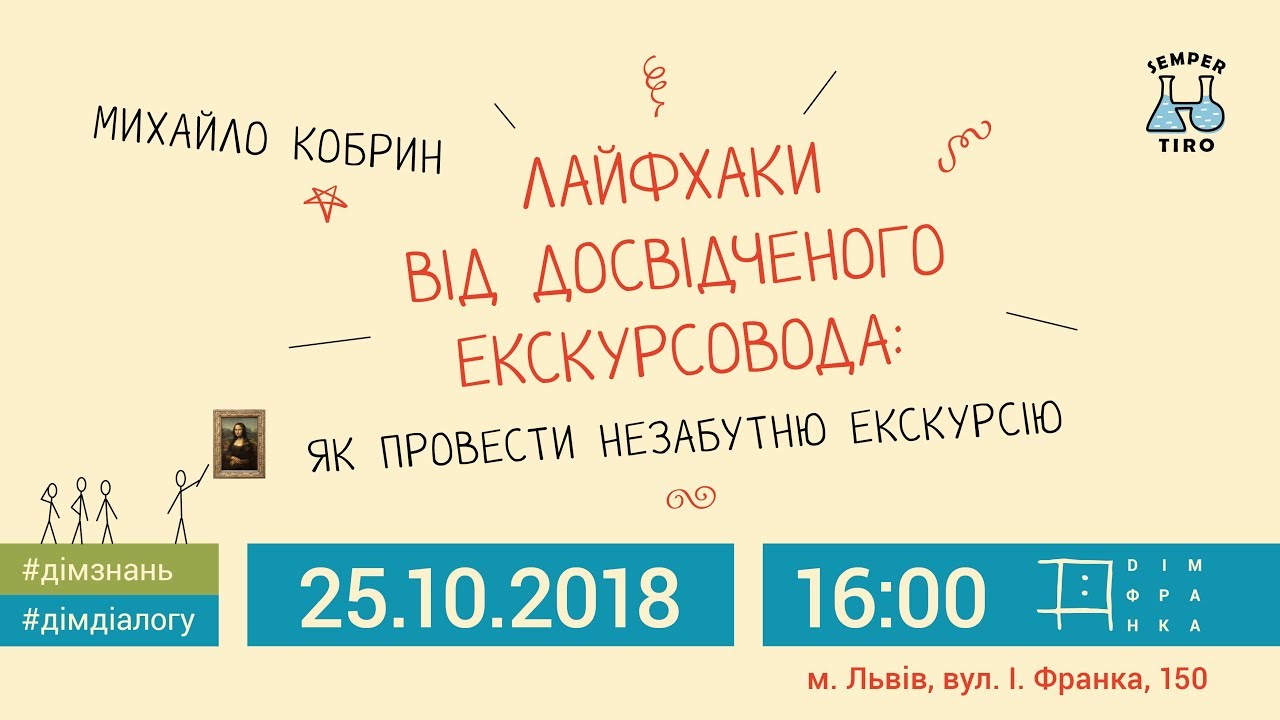 SEMPER
TIRO
МИХАЙЛО КОБРИН
ЛАЙФХАКИ
ВІД ДОСВІДЧЕНОГО
ЕКСКУРСОВОДА:
ЯК ПРОВЕСТИ НЕЗАБУТНЮ ЕКСКУРСІЮ
#дімзнань
#дімдіалогу
25.10.2018
16:00
DІМ
ФРА
НКА
м. Львів, вул. І. Франка, 150